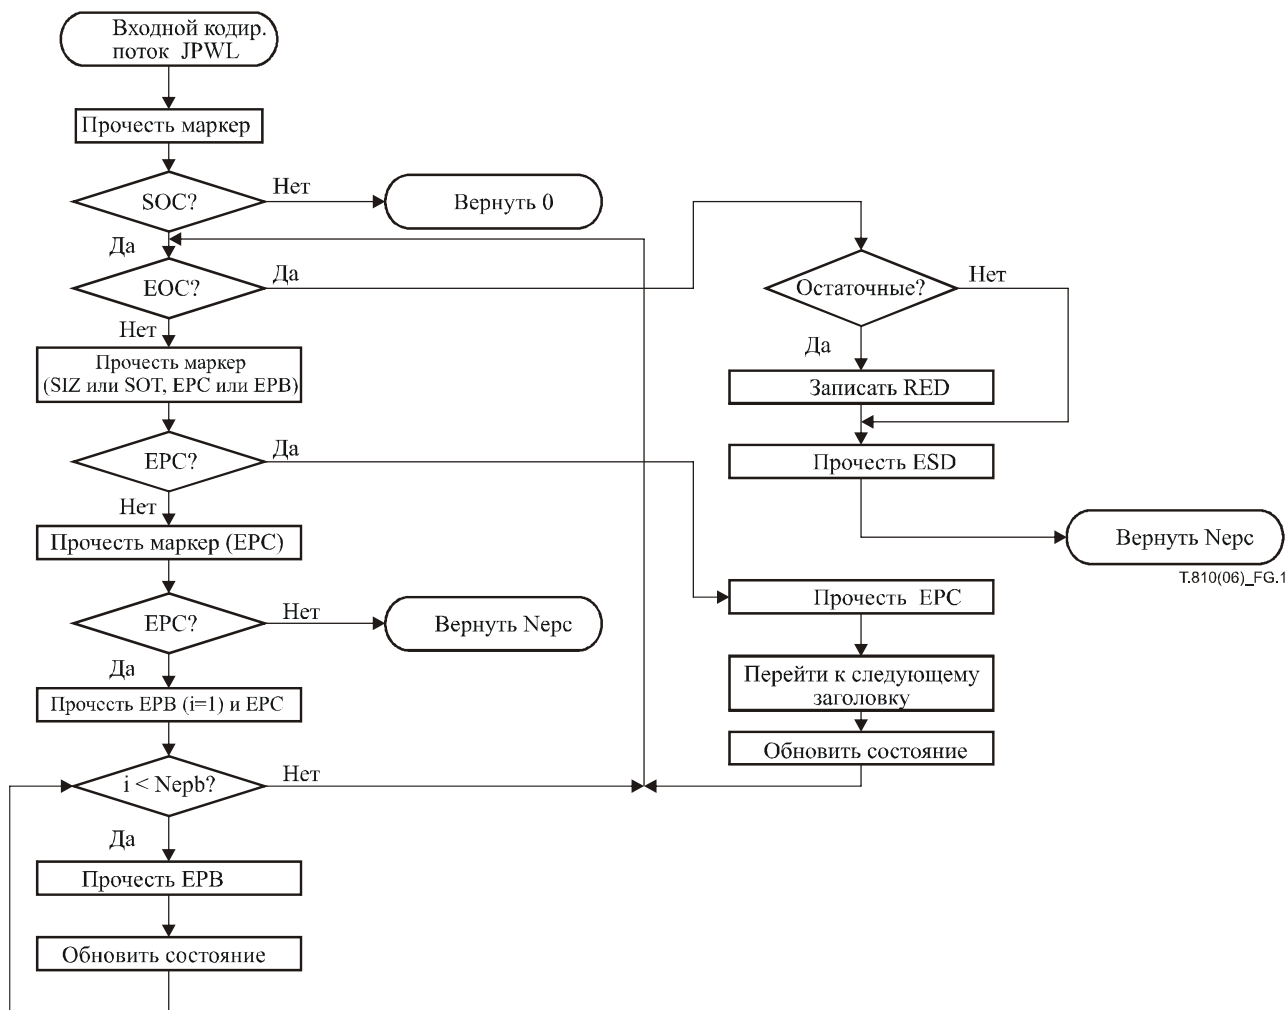 Входной кодир.
поток JPWL
Прочесть маркер
SOC?
Нет
Вернуть 0
Да
EOC?
Да
Остаточные?
Нет
Нет
Да
Прочесть маркер
(SIZ или SOT, EPC или EPB)
Записать RED
EPC?
Да
Прочесть ESD
Нет
Прочесть маркер (EPC)
Вернуть Nepc
T.810(06)_FG.1
EPC?
Нет
Вернуть Nepc
Прочесть EPC
Да
Перейти к следующему
заголовку
Прочесть EPB (i=1) и EPC
Обновить состояние
i < Nepb?
Нет
Да
Прочесть EPB
Обновить состояние